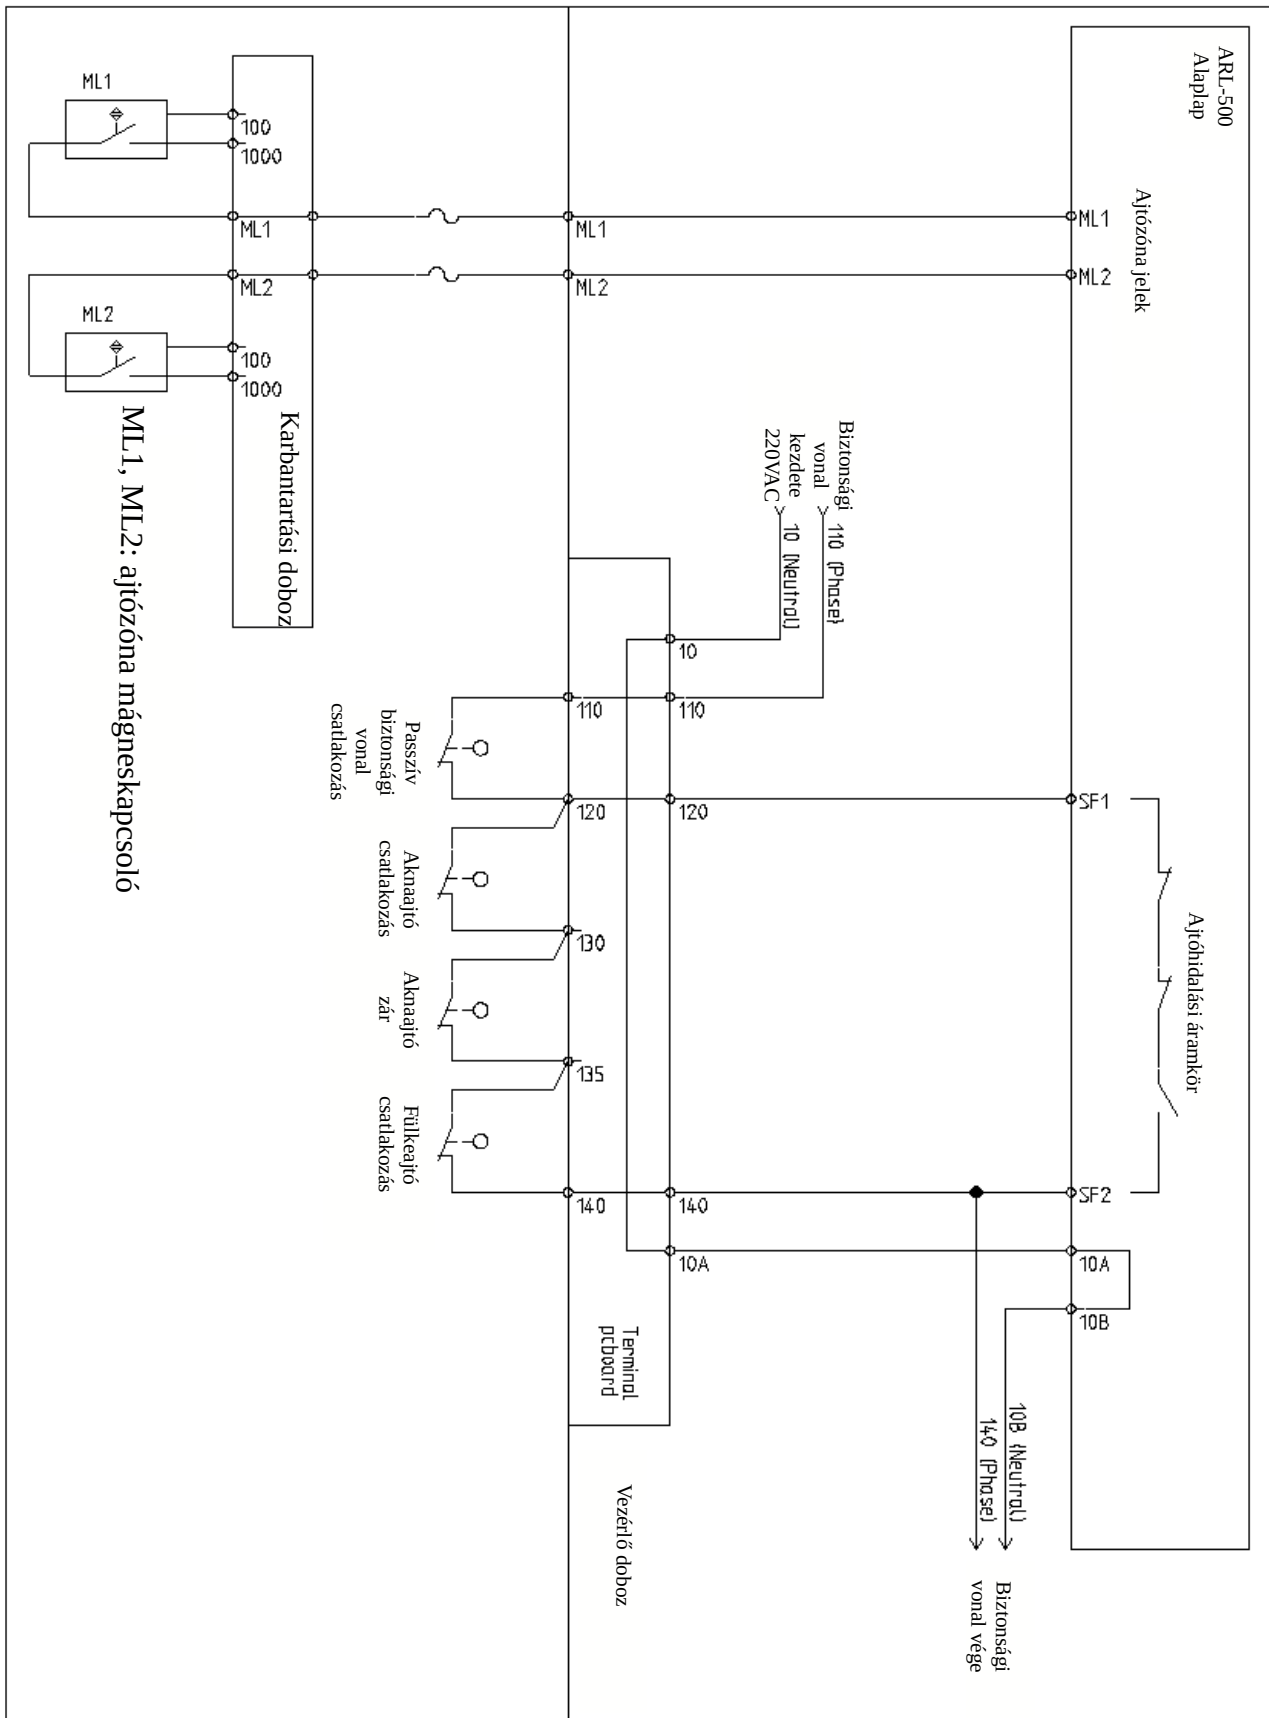 ARL-500
Alaplap
Ajtózóna jelek
ML1
ML2
Ajtóhidalási áramkör
SF1
SF2
10A
10B
Biztonsági
vonal
kezdete
220VAC
110 (Phase)
10 (Neutral)
10B (Neutral)
140 (Phase)
Biztonsági
vonal vége
10
110
120
140
10A
Terminal
pcboard
Vezérlő doboz
ML1
ML2
110
120
130
135
140
Passzív
biztonsági
vonal
csatlakozás
Aknaajtó
csatlakozás
Aknaajtó
zár
Fülkeajtó
csatlakozás
100
1000
ML1
ML2
100
1000
Karbantartási doboz
ML1
ML2
ML1, ML2: ajtózóna mágneskapcsoló